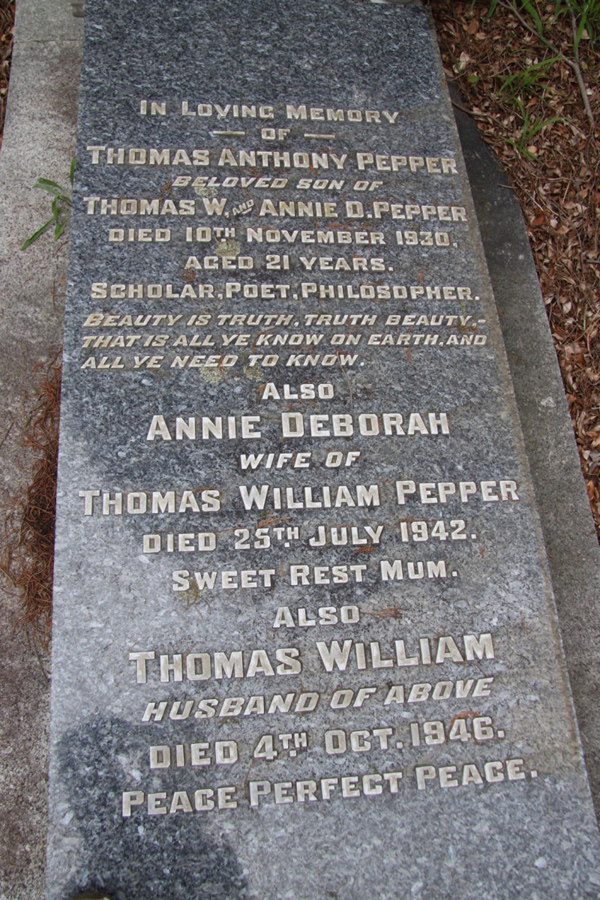 In Loving Memory
— of —
Thomas Anthony Pepper
beloved son of
Thomas W. and Annie D. Pepper
died 10th November 1930,
aged 21 years.
Scholar, Poet, Philosopher.
Beauty is truth, truth beauty,-
that is all ye know on earth, and
all ye need to know.
Also
Annie Deborah
wife of
Thomas William Pepper
died 25th July 1942.
Sweet Rest Mum.
Also
Thomas William
husband of above
died 4th Oct. 1946.
Peace Perfect Peace.